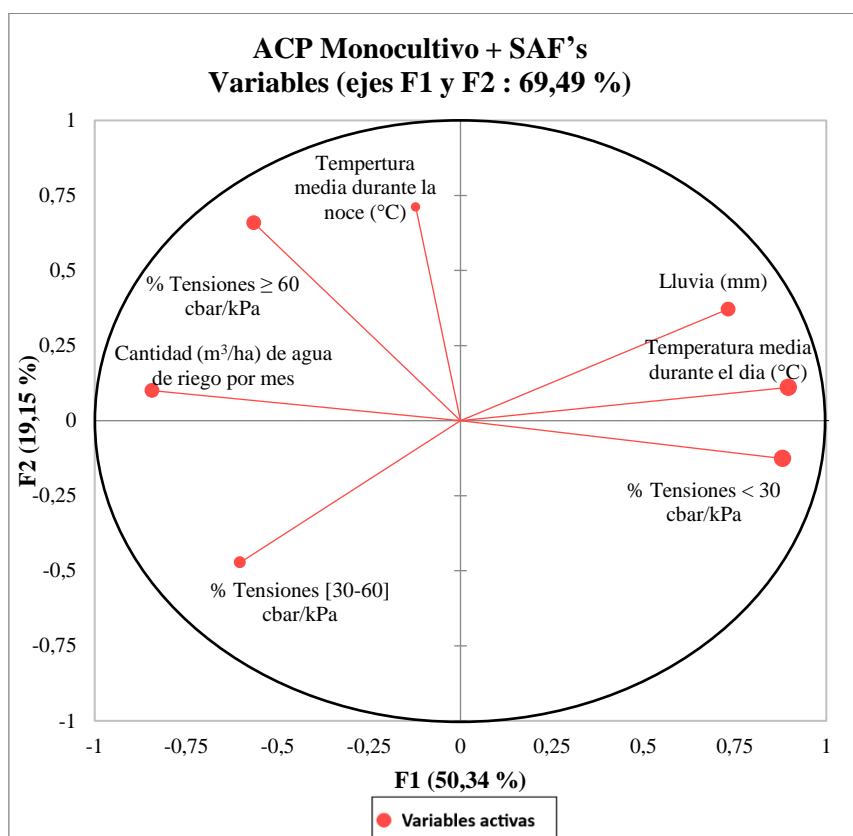 ACP Monocultivo + SAF's
Variables (ejes F1 y F2 : 69,49 %)
1
0,75
0,5
0,25
0
-0,25
-0,5
-0,75
-1
F2 (19,15 %)
Tempertura
media durante la
noce (°C)
% Tensiones ≥ 60
cbar/kPa
Lluvia (mm)
Cantidad (m³/ha) de agua
de riego por mes
Temperatura media
durante el dia (°C)
% Tensiones < 30
cbar/kPa
% Tensiones [30-60]
cbar/kPa
-1 -0,75 -0,5 -0,25 0 0,25 0,5 0,75 1
F1 (50,34 %)
Variables activas